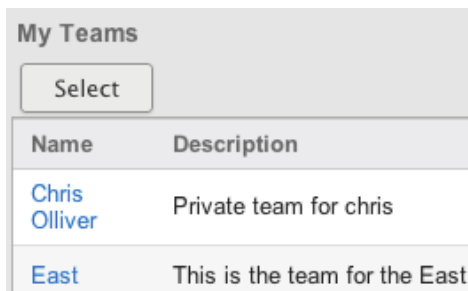 My Teams
Select
Name Description
Chris
Olliver
Private team for chris
East This is the team for the East